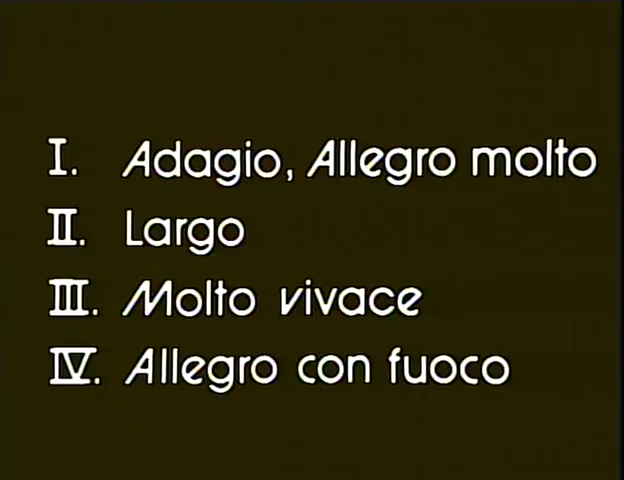 I. Adagio, Allegro molto
II. Largo
III. Molto vivace
IV. Allegro con fuoco